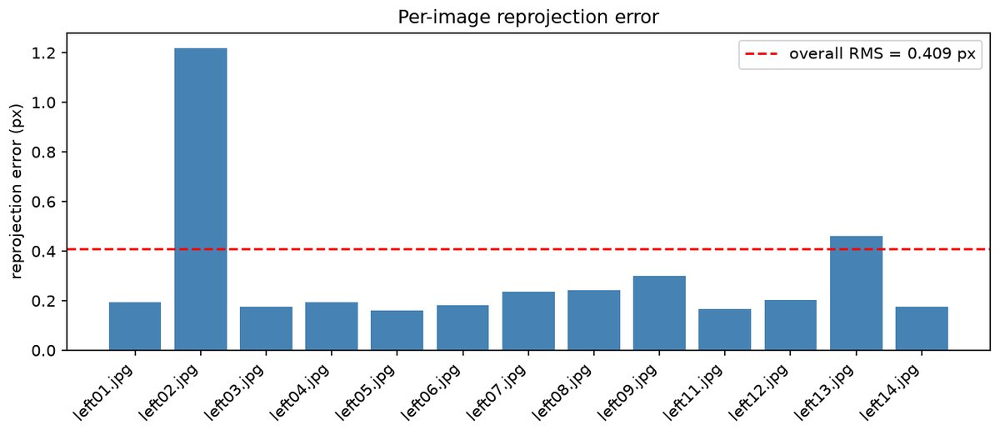 Per-image reprojection error
overall RMS = 0.409 px
reprojection error (px)
1.2
1.0
0.8
0.6
0.4
0.2
0.0
left01.jpg
left02.jpg
left03.jpg
left04.jpg
left05.jpg
left06.jpg
left07.jpg
left08.jpg
left09.jpg
left11.jpg
left12.jpg
left13.jpg
left14.jpg